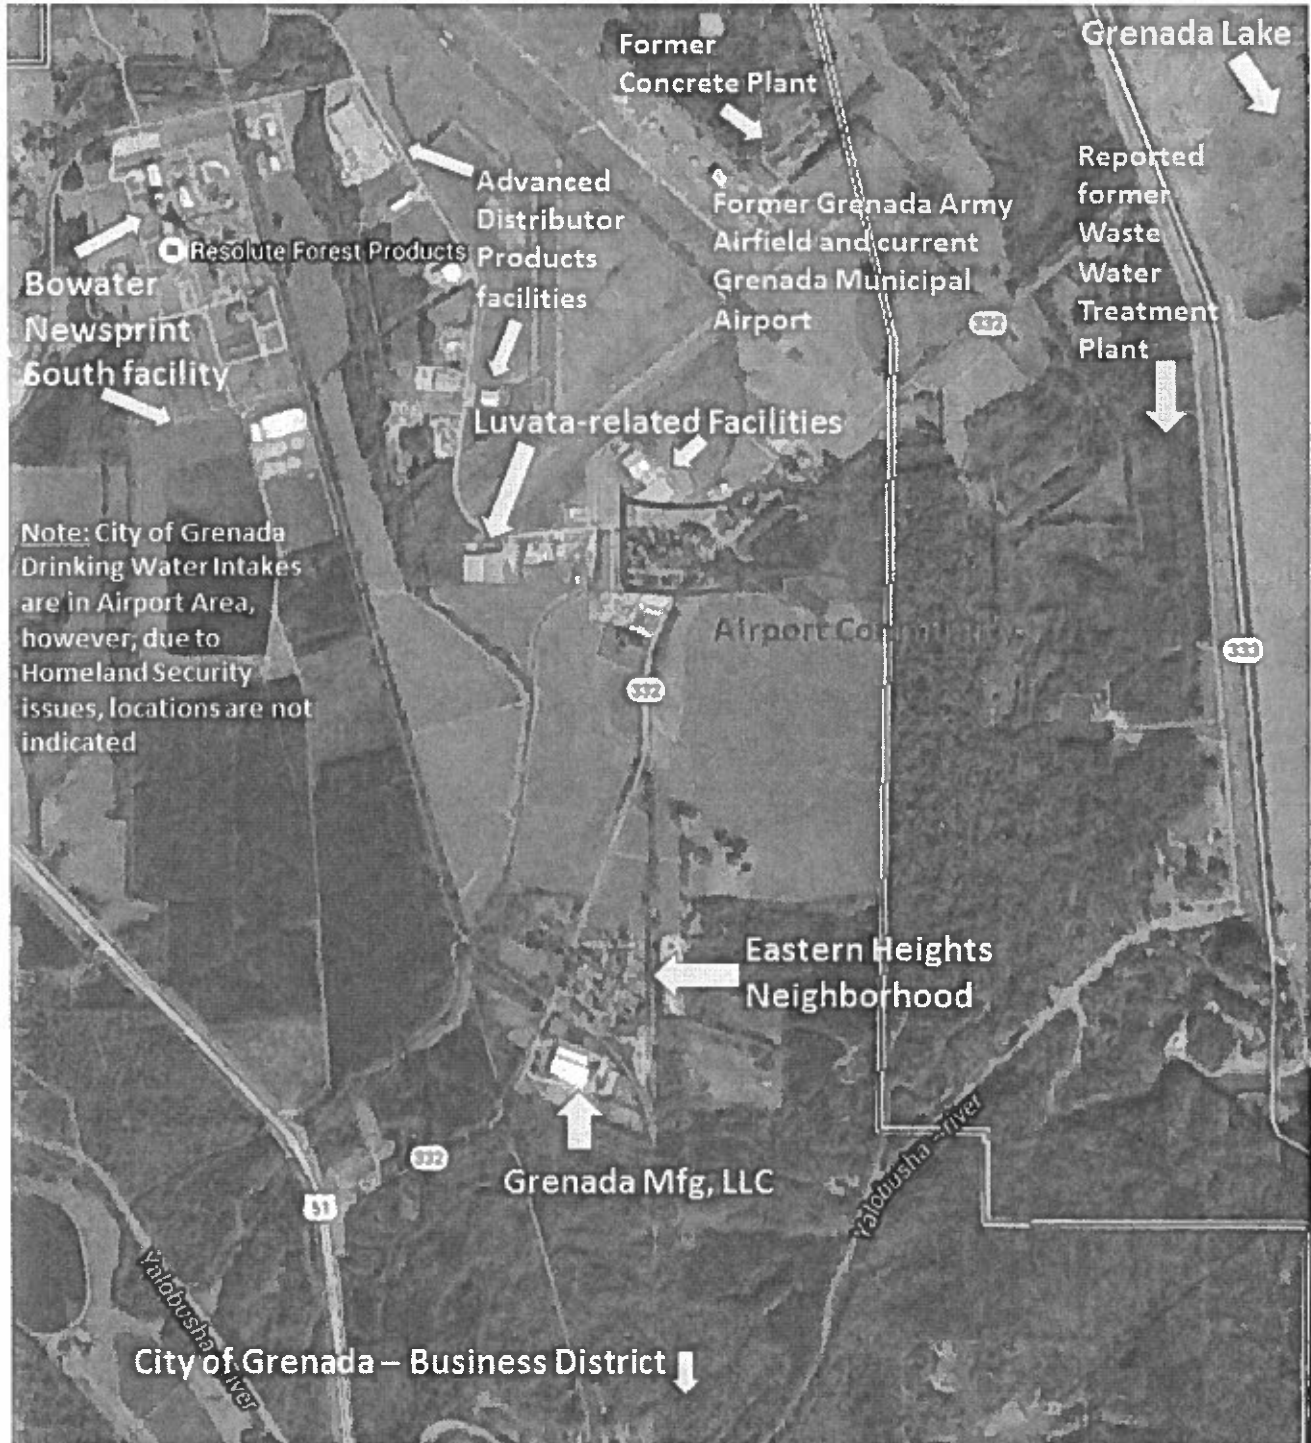 Grenada Lake
Former
Concrete Plant
Reported
former
Waste
Water
Treatment
Plant
Advanced
Distributor
Products
facilities
Former Grenada Army
Airfield and current
Grenada Municipal
Airport
Resolute Forest Products
Bowater
Newsprint
South facility
337
Luvata-related Facilities
Note: City of Grenada
Drinking Water Intakes
are in Airport Area,
however, due to
Homeland Security
issues, locations are not
indicated
Airport
333
332
Eastern Heights
Neighborhood
Yalobusha River
332
Grenada Mfg, LLC
51
Yalobusha River
City of Grenada – Business District